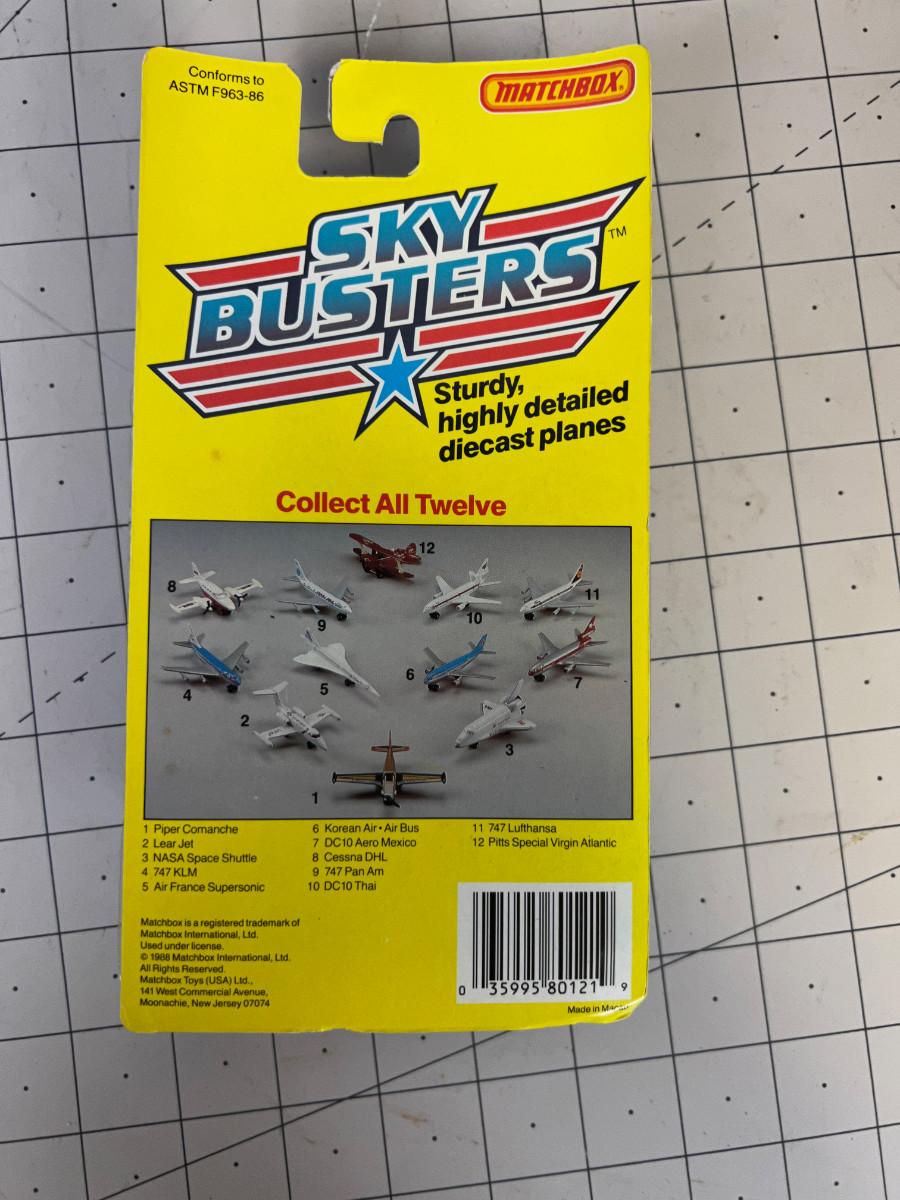 Conforms to
ASTM F963-86
MATCHBOX®
SKY
BUSTERS™
Sturdy,
highly detailed
diecast planes
Collect All Twelve
12
8
9
10
11
4
5
6
7
2
3
1
1 Piper Comanche
2 Lear Jet
3 NASA Space Shuttle
4 747 KLM
5 Air France Supersonic
6 Korean Air • Air Bus
7 DC10 Aero Mexico
8 Cessna DHL
9 747 Pan Am
10 DC10 Thai
11 747 Lufthansa
12 Pitts Special Virgin Atlantic
Matchbox is a registered trademark of
Matchbox International, Ltd.
Used under license.
© 1988 Matchbox International, Ltd.
All Rights Reserved.
Matchbox Toys (USA) Ltd.,
141 West Commercial Avenue,
Moonachie, New Jersey 07074
0 35995 80121 9
Made in Macau